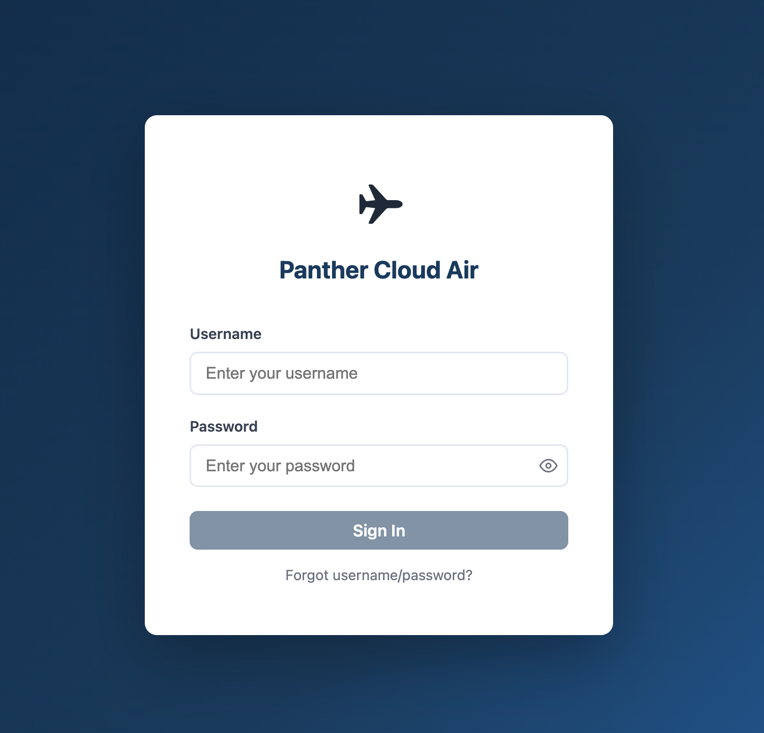 Panther Cloud Air
Username
Enter your username
Password
Enter your password
Sign In
Forgot username/password?